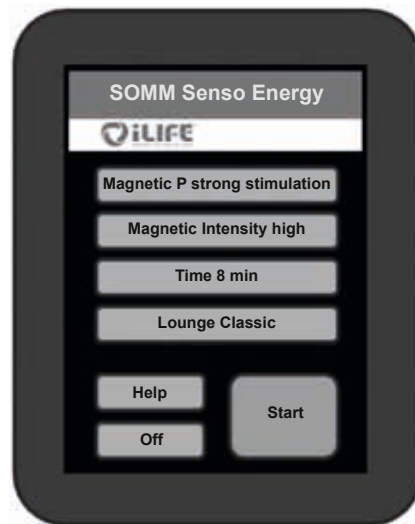 SOMM Senso Energy
iLIFE
Magnetic P strong stimulation
Magnetic Intensity high
Time 8 min
Lounge Classic
Help
Off
Start